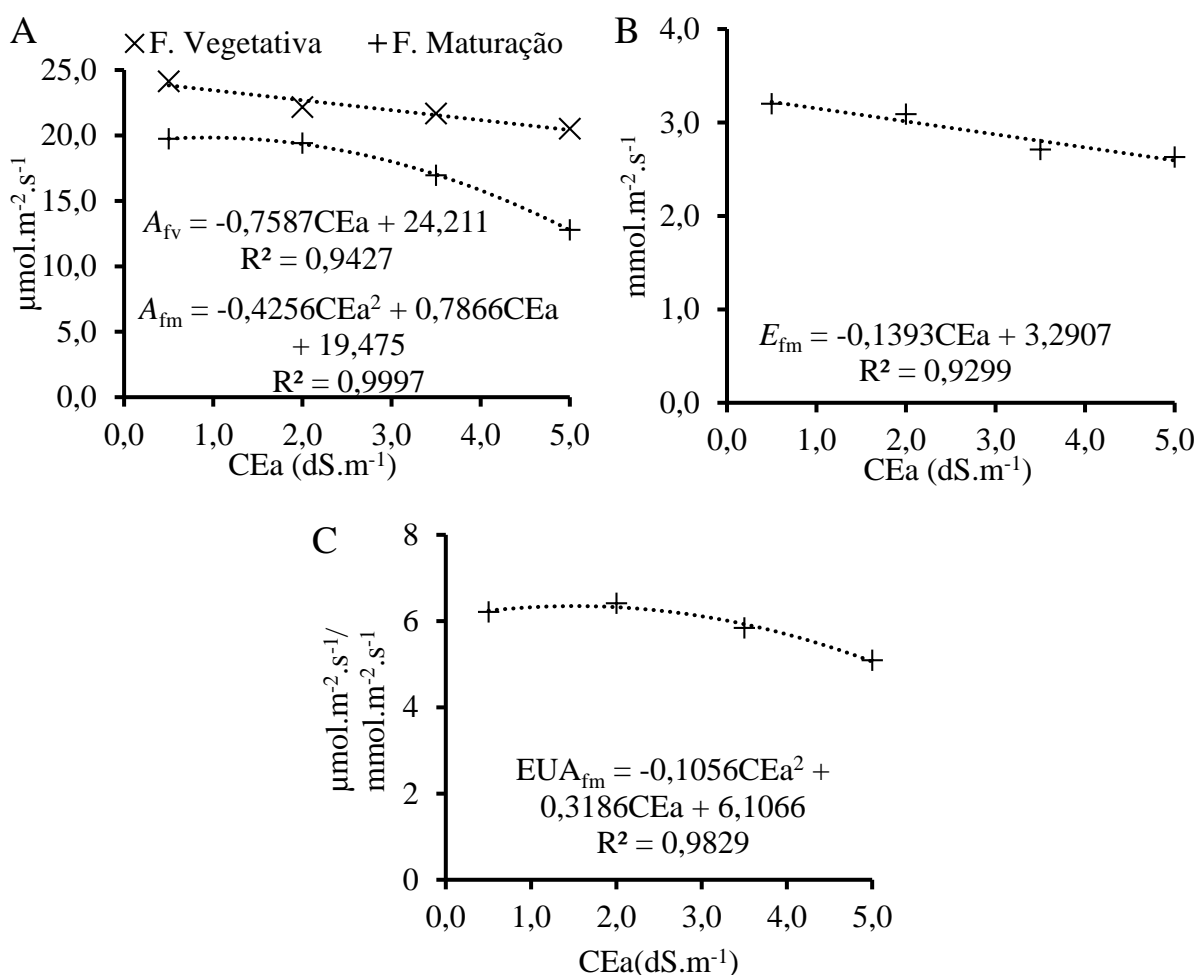 A
× F. Vegetativa + F. Maturação
25,0
20,0
15,0
10,0
5,0
0,0
µmol.m⁻².s⁻¹
A_fv = -0,7587CEa + 24,211
R² = 0,9427
A_fm = -0,4256CEa² + 0,7866CEa
+ 19,475
R² = 0,9997
0,0 1,0 2,0 3,0 4,0 5,0
CEa (dS.m⁻¹)
B
4,0
3,0
2,0
1,0
0,0
mmol.m⁻².s⁻¹
E_fm = -0,1393CEa + 3,2907
R² = 0,9299
0,0 1,0 2,0 3,0 4,0 5,0
CEa (dS.m⁻¹)
C
8
6
4
2
0
µmol.m⁻².s⁻¹/
mmol.m⁻².s⁻¹
EUA_fm = -0,1056CEa² +
0,3186CEa + 6,1066
R² = 0,9829
0,0 1,0 2,0 3,0 4,0 5,0
CEa(dS.m⁻¹)